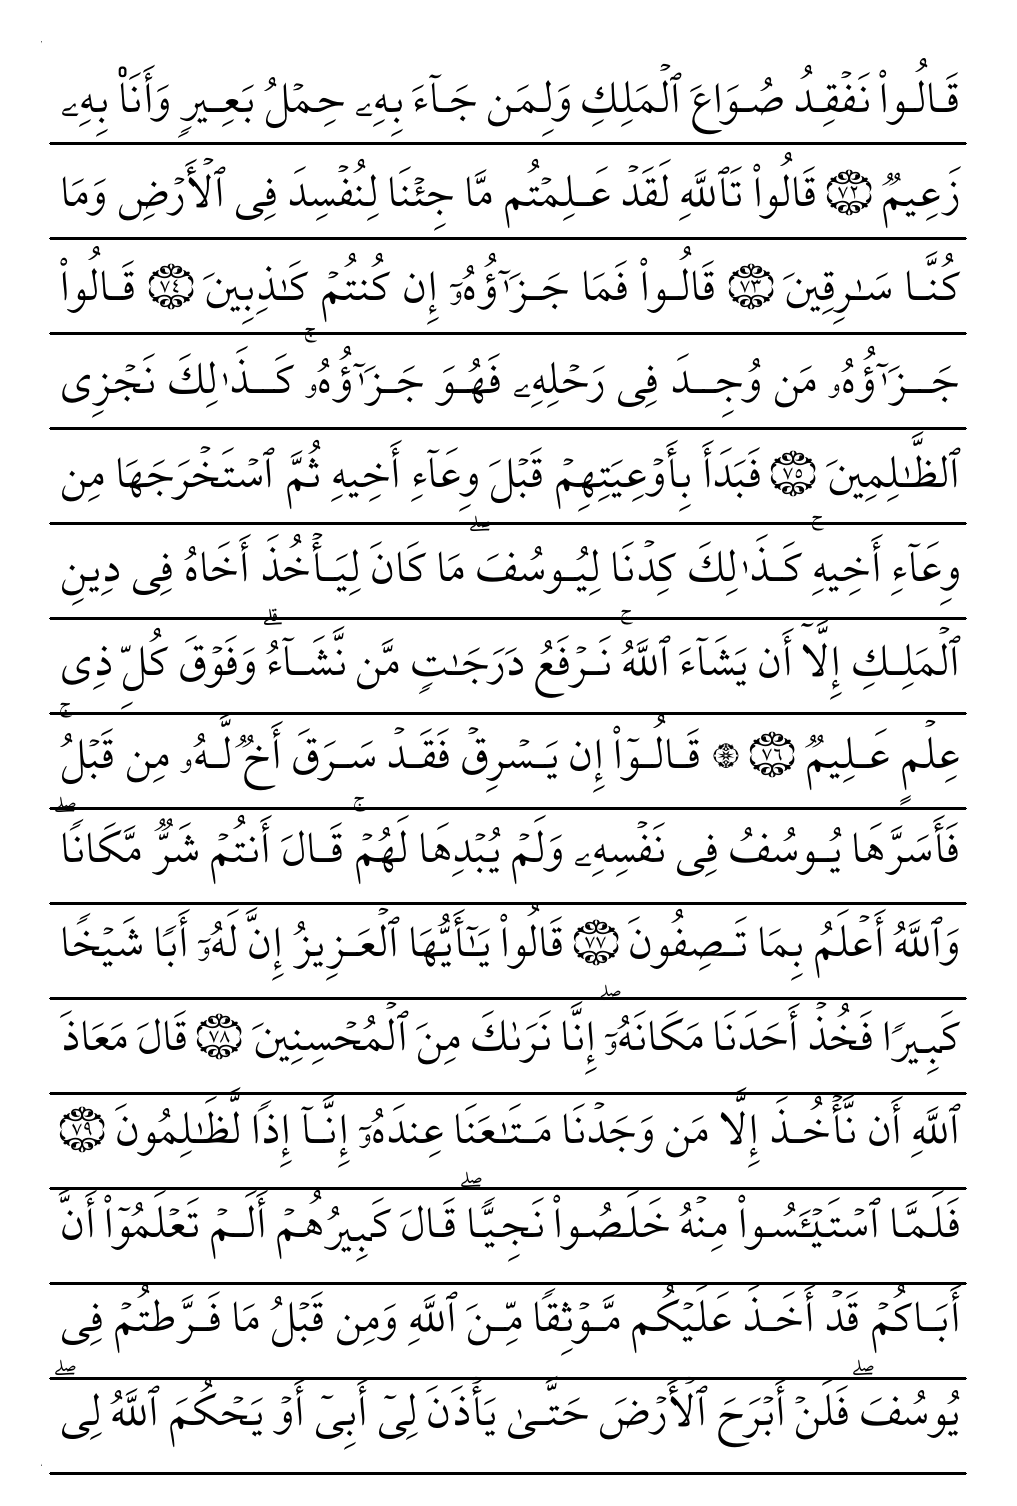 قَالُوا۟ نَفْقِدُ صُوَاعَ ٱلْمَلِكِ وَلِمَن جَآءَ بِهِۦ حِمْلُ بَعِيرٍ وَأَنَا۠ بِهِۦ
زَعِيمٌ ﴿٧٢﴾ قَالُوا۟ تَٱللَّهِ لَقَدْ عَلِمْتُم مَّا جِئْنَا لِنُفْسِدَ فِى ٱلْأَرْضِ وَمَا
كُنَّا سَـٰرِقِينَ ﴿٧٣﴾ قَالُوا۟ فَمَا جَزَٰٓؤُهُۥٓ إِن كُنتُمْ كَـٰذِبِينَ ﴿٧٤﴾ قَالُوا۟
جَزَٰٓؤُهُۥ مَن وُجِدَ فِى رَحْلِهِۦ فَهُوَ جَزَٰٓؤُهُۥ ۚ كَذَٰلِكَ نَجْزِى
ٱلظَّـٰلِمِينَ ﴿٧٥﴾ فَبَدَأَ بِأَوْعِيَتِهِمْ قَبْلَ وِعَآءِ أَخِيهِ ثُمَّ ٱسْتَخْرَجَهَا مِن
وِعَآءِ أَخِيهِ ۚ كَذَٰلِكَ كِدْنَا لِيُوسُفَ ۖ مَا كَانَ لِيَأْخُذَ أَخَاهُ فِى دِينِ
ٱلْمَلِكِ إِلَّآ أَن يَشَآءَ ٱللَّهُ ۚ نَرْفَعُ دَرَجَـٰتٍ مَّن نَّشَآءُ ۗ وَفَوْقَ كُلِّ ذِى
عِلْمٍ عَلِيمٌ ﴿٧٦﴾ ۞ قَالُوٓا۟ إِن يَسْرِقْ فَقَدْ سَرَقَ أَخٌ لَّهُۥ مِن قَبْلُ ۚ
فَأَسَرَّهَا يُوسُفُ فِى نَفْسِهِۦ وَلَمْ يُبْدِهَا لَهُمْ ۚ قَالَ أَنتُمْ شَرٌّ مَّكَانًا ۖ
وَٱللَّهُ أَعْلَمُ بِمَا تَصِفُونَ ﴿٧٧﴾ قَالُوا۟ يَـٰٓأَيُّهَا ٱلْعَزِيزُ إِنَّ لَهُۥٓ أَبًا شَيْخًا
كَبِيرًا فَخُذْ أَحَدَنَا مَكَانَهُۥٓ ۖ إِنَّا نَرَىٰكَ مِنَ ٱلْمُحْسِنِينَ ﴿٧٨﴾ قَالَ مَعَاذَ
ٱللَّهِ أَن نَّأْخُذَ إِلَّا مَن وَجَدْنَا مَتَـٰعَنَا عِندَهُۥٓ إِنَّآ إِذًا لَّظَـٰلِمُونَ ﴿٧٩﴾
فَلَمَّا ٱسْتَيْـَٔسُوا۟ مِنْهُ خَلَصُوا۟ نَجِيًّا ۖ قَالَ كَبِيرُهُمْ أَلَمْ تَعْلَمُوٓا۟ أَنَّ
أَبَاكُمْ قَدْ أَخَذَ عَلَيْكُم مَّوْثِقًا مِّنَ ٱللَّهِ وَمِن قَبْلُ مَا فَرَّطتُمْ فِى
يُوسُفَ ۖ فَلَنْ أَبْرَحَ ٱلْأَرْضَ حَتَّىٰ يَأْذَنَ لِىٓ أَبِىٓ أَوْ يَحْكُمَ ٱللَّهُ لِى ۖ